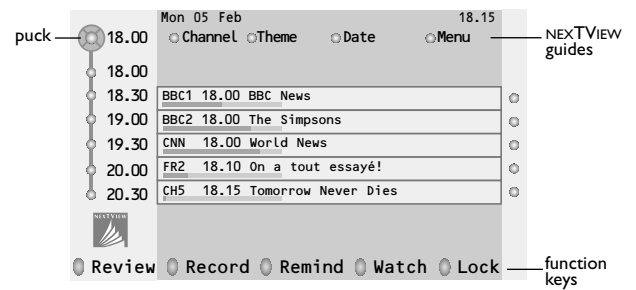 Mon 05 Feb 18.15
puck 18.00 Channel Theme Date Menu NEXTVIEW guides
18.00
18.30 BBC1 18.00 BBC News
19.00 BBC2 18.00 The Simpsons
19.30 CNN 18.00 World News
20.00 FR2 18.10 On a tout essayé!
20.30 CH5 18.15 Tomorrow Never Dies
NEXTVIEW
Review Record Remind Watch Lock function keys